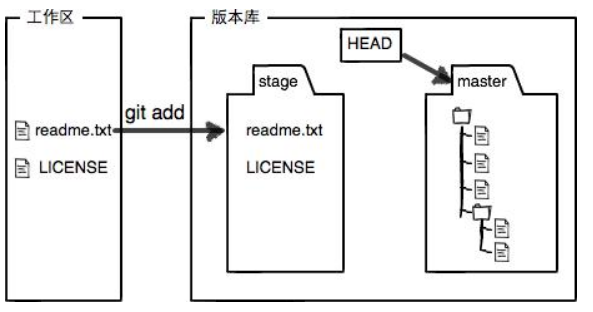 工作区
版本库
HEAD
stage
master
git add
readme.txt
readme.txt
LICENSE
LICENSE